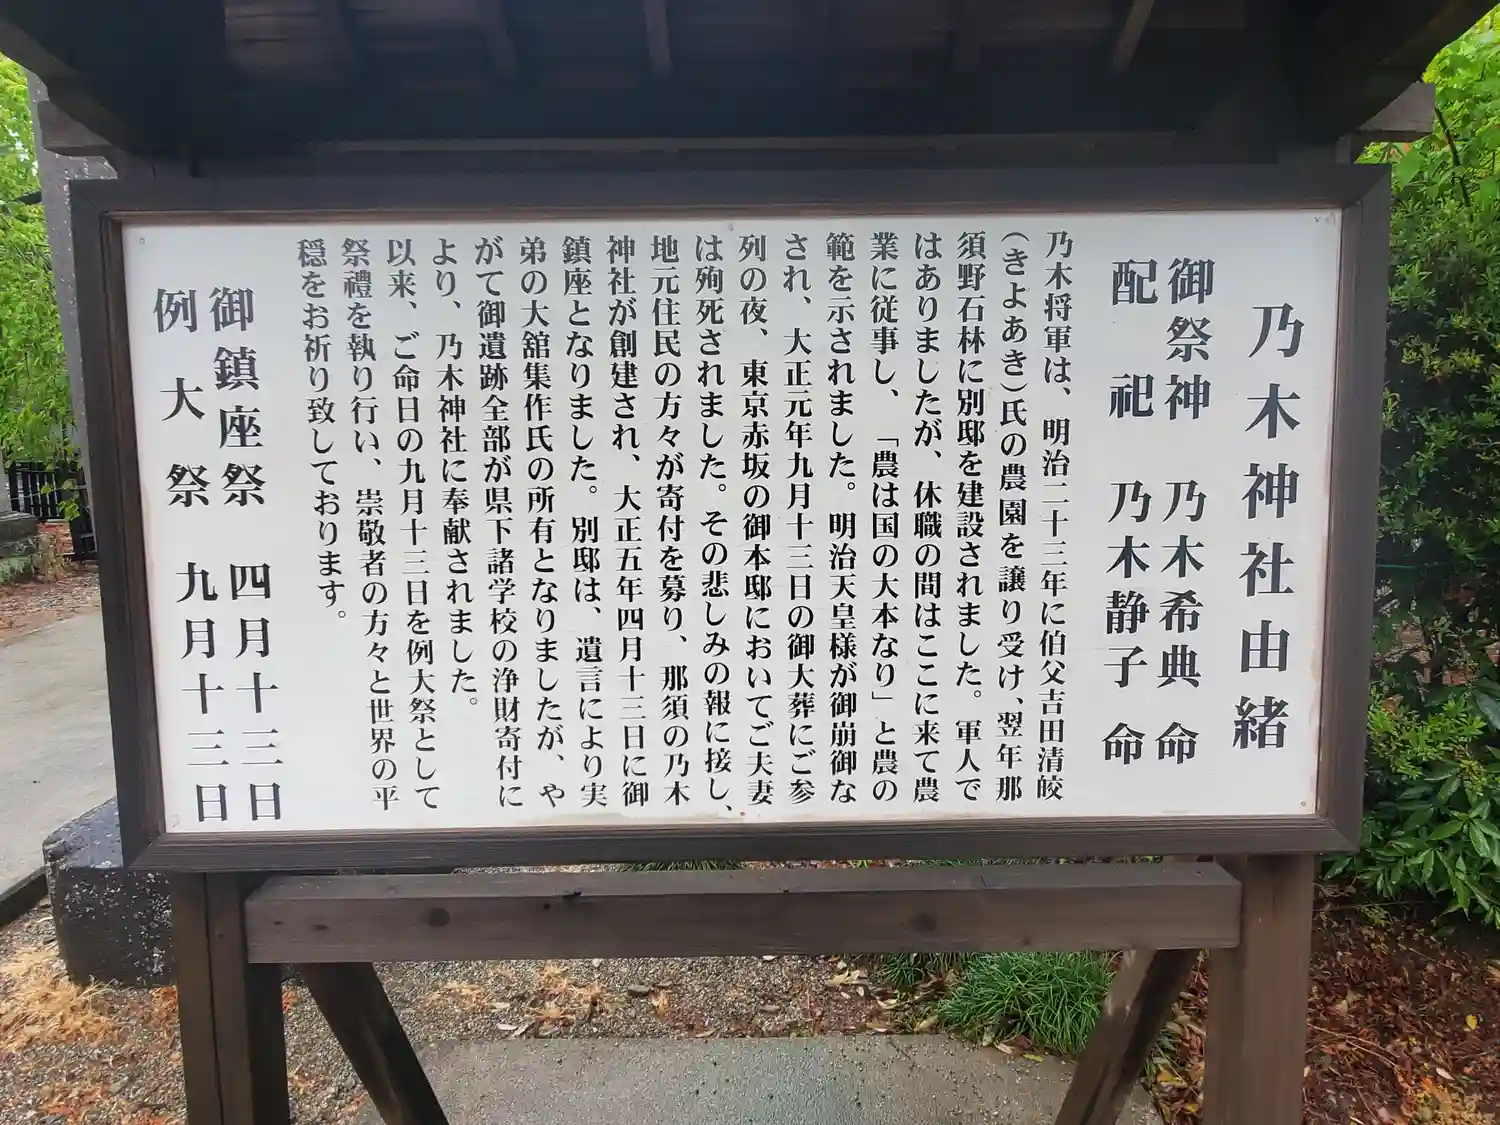 乃木神社由緒
御祭神　乃木希典　命
配　祀　乃木静子　命
乃木将軍は、明治二十三年に伯父吉田清皎
（きよあき）氏の農園を譲り受け、翌年那
須野石林に別邸を建設されました。軍人で
はありましたが、休職の間はここに来て農
業に従事し、「農は国の大本なり」と農の
範を示されました。明治天皇様が御崩御な
され、大正元年九月十三日の御大葬にご参
列の夜、東京赤坂の御本邸においてご夫妻
は殉死されました。その悲しみの報に接し、
地元住民の方々が寄付を募り、那須の乃木
神社が創建され、大正五年四月十三日に御
鎮座となりました。別邸は、遺言により実
弟の大舘集作氏の所有となりましたが、や
がて御遺跡全部が県下諸学校の浄財寄付に
より、乃木神社に奉献されました。
以来、ご命日の九月十三日を例大祭として
祭禮を執り行い、崇敬者の方々と世界の平
穏をお祈り致しております。
御鎮座祭　四月十三日
例大祭　九月十三日